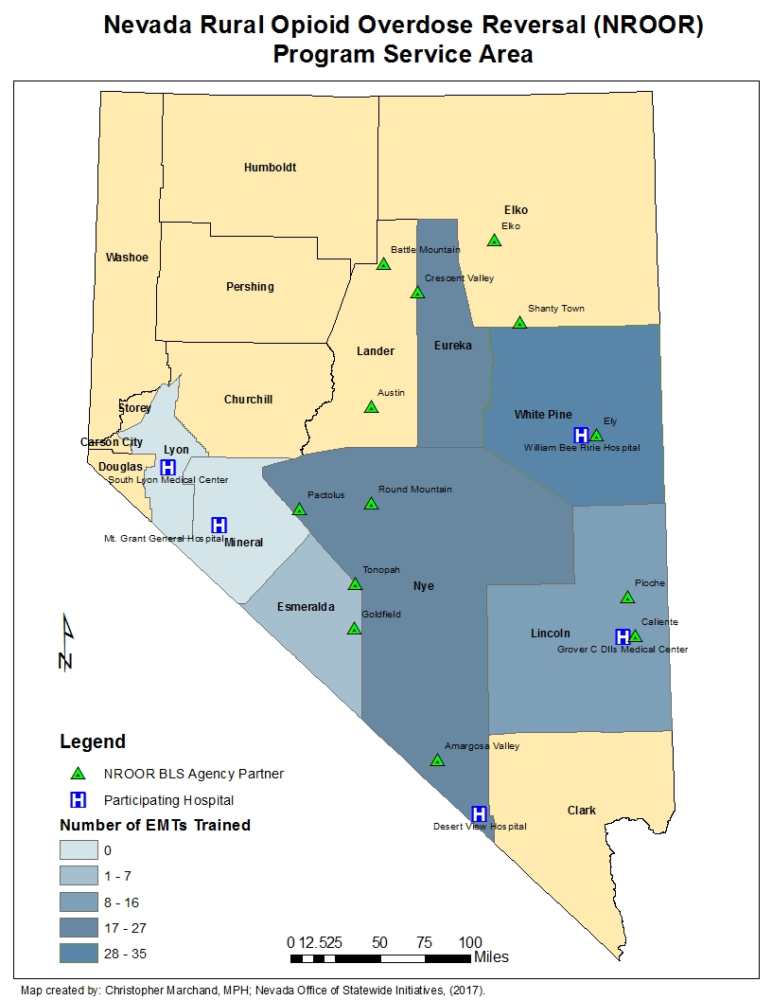 Nevada Rural Opioid Overdose Reversal (NROOR)
Program Service Area
Humboldt
Elko
Elko
Washoe
Battle Mountain
Crescent Valley
Pershing
Shanty Town
Lander
Eureka
Austin
Churchill
Storey
White Pine
Ely
William Bee Ririe Hospital
Carson City
Lyon
Douglas
South Lyon Medical Center
Pactolus
Round Mountain
Mt. Grant General Hospital
Mineral
Tonopah
Nye
Pioche
Esmeralda
Goldfield
Caliente
Lincoln
Grover C DIls Medical Center
N
Amargosa Valley
Clark
Desert View Hospital
Legend
NROOR BLS Agency Partner
Participating Hospital
Number of EMTs Trained
0
1 - 7
8 - 16
17 - 27
28 - 35
0 12.525 50 75 100
Miles
Map created by: Christopher Marchand, MPH; Nevada Office of Statewide Initiatives, (2017).